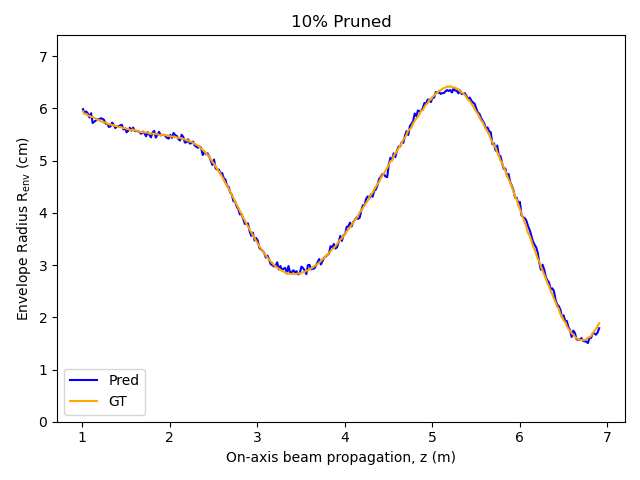 10% Pruned
7
6
5
4
3
2
1
0
Envelope Radius R_env (cm)
Pred
GT
1 2 3 4 5 6 7
On-axis beam propagation, z (m)